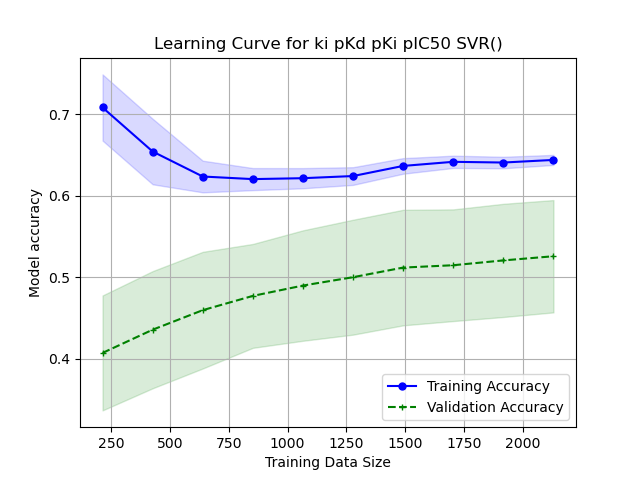 Learning Curve for ki pKd pKi pIC50 SVR()
0.7
0.6
0.5
0.4
Model accuracy
250 500 750 1000 1250 1500 1750 2000
Training Data Size
Training Accuracy
Validation Accuracy